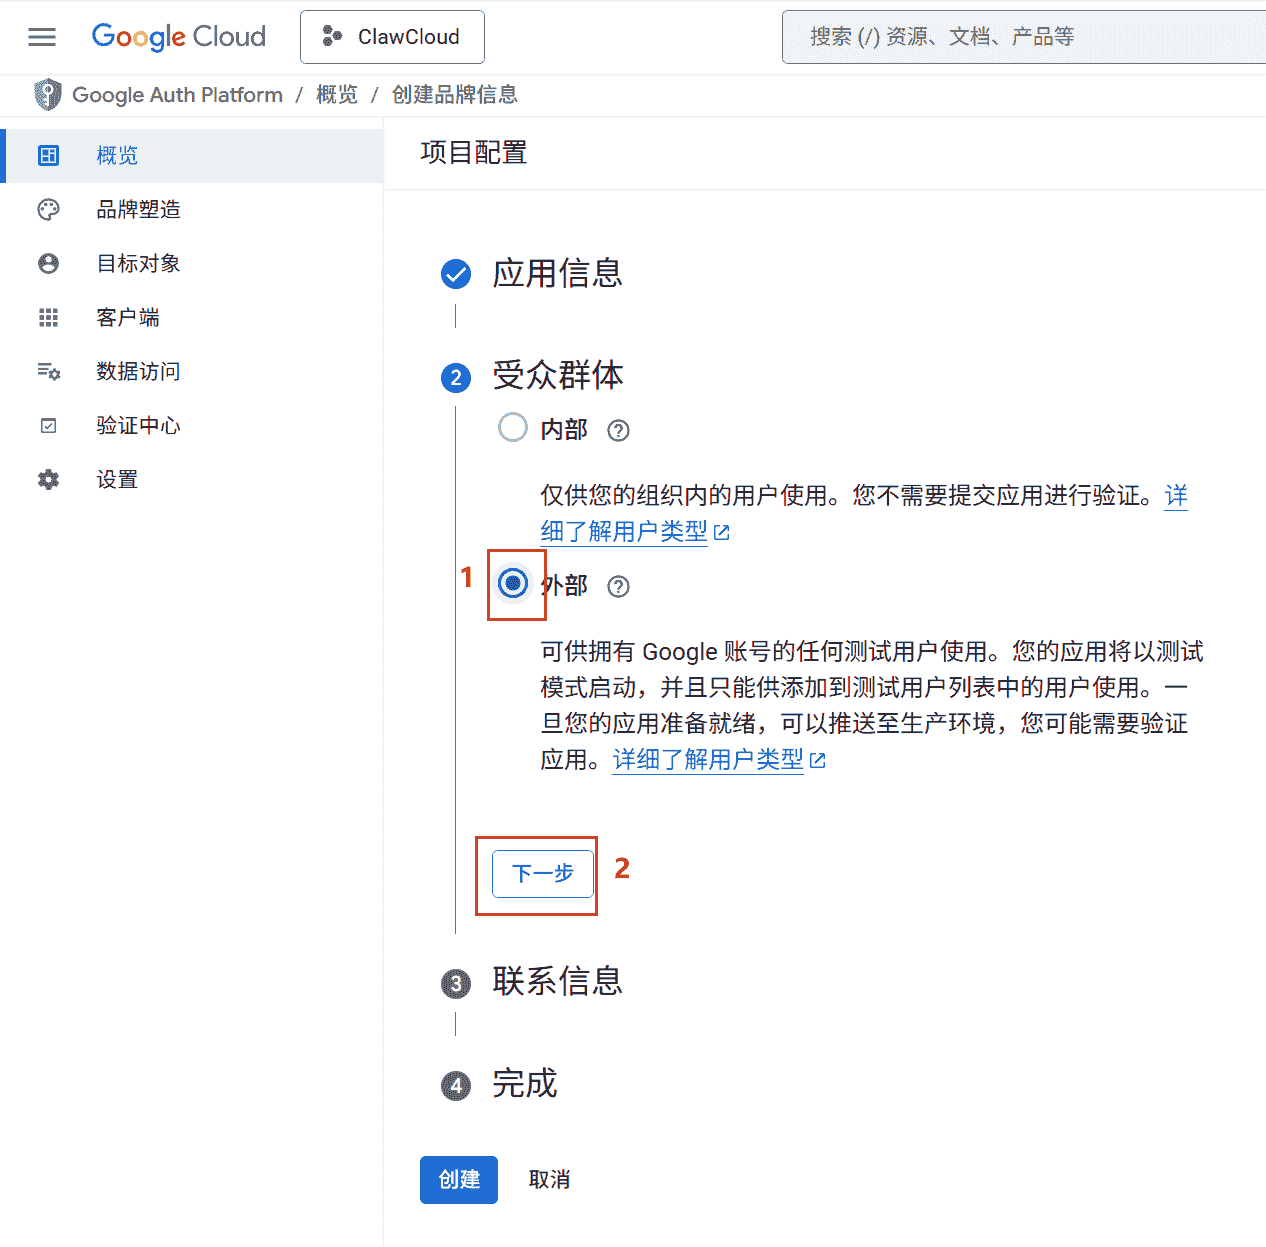 Google Cloud
ClawCloud
搜索 (/) 资源、文档、产品等
Google Auth Platform / 概览 / 创建品牌信息
概览
品牌塑造
目标对象
客户端
数据访问
验证中心
设置
项目配置
应用信息
2 受众群体
内部
仅供您的组织内的用户使用。您不需要提交应用进行验证。详
细了解用户类型
1
外部
可供拥有 Google 账号的任何测试用户使用。您的应用将以测试
模式启动，并且只能供添加到测试用户列表中的用户使用。一
旦您的应用准备就绪，可以推送至生产环境，您可能需要验证
应用。详细了解用户类型
下一步
2
3 联系信息
4 完成
创建
取消